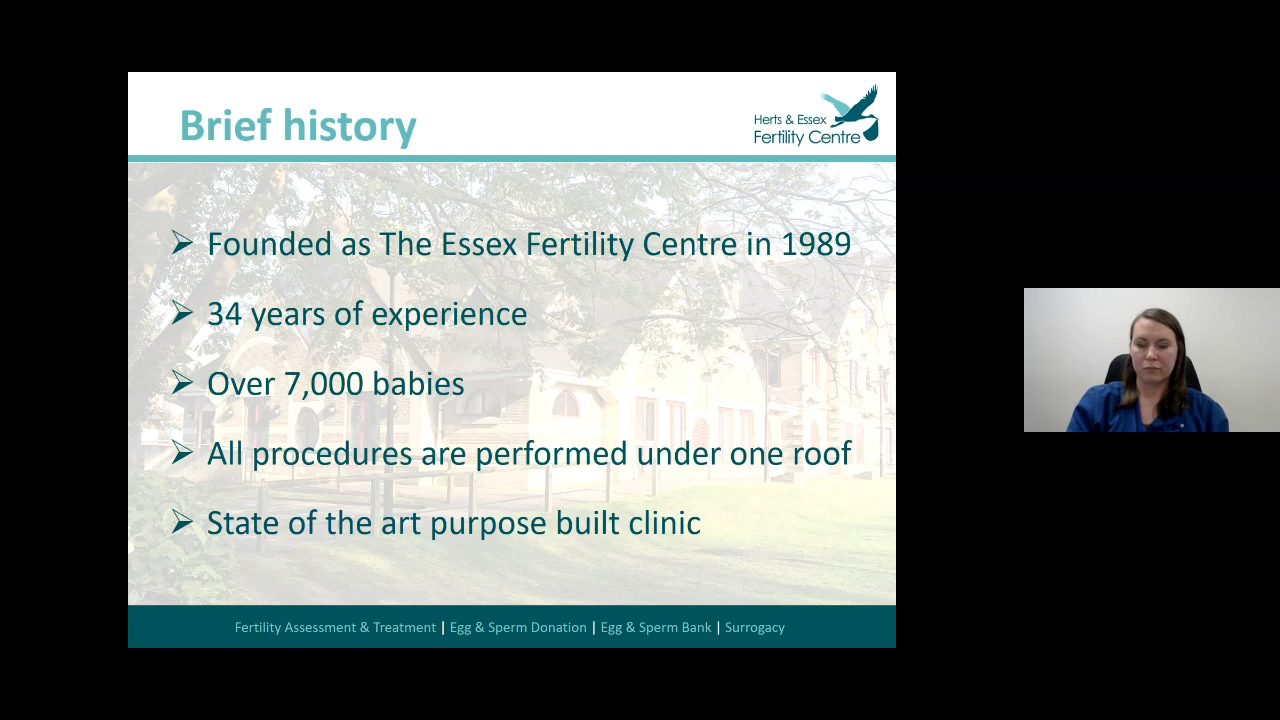 Brief history
Herts & Essex
Fertility Centre
Founded as The Essex Fertility Centre in 1989
34 years of experience
Over 7,000 babies
All procedures are performed under one roof
State of the art purpose built clinic
Fertility Assessment & Treatment | Egg & Sperm Donation | Egg & Sperm Bank | Surrogacy